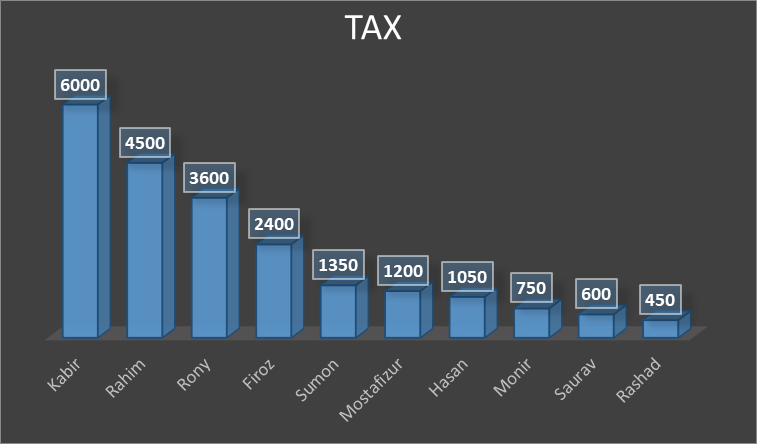 TAX
6000
4500
3600
2400
1350
1200
1050
750
600
450
Kabir
Rahim
Rony
Firoz
Sumon
Mostafizur
Hasan
Monir
Saurav
Rashad